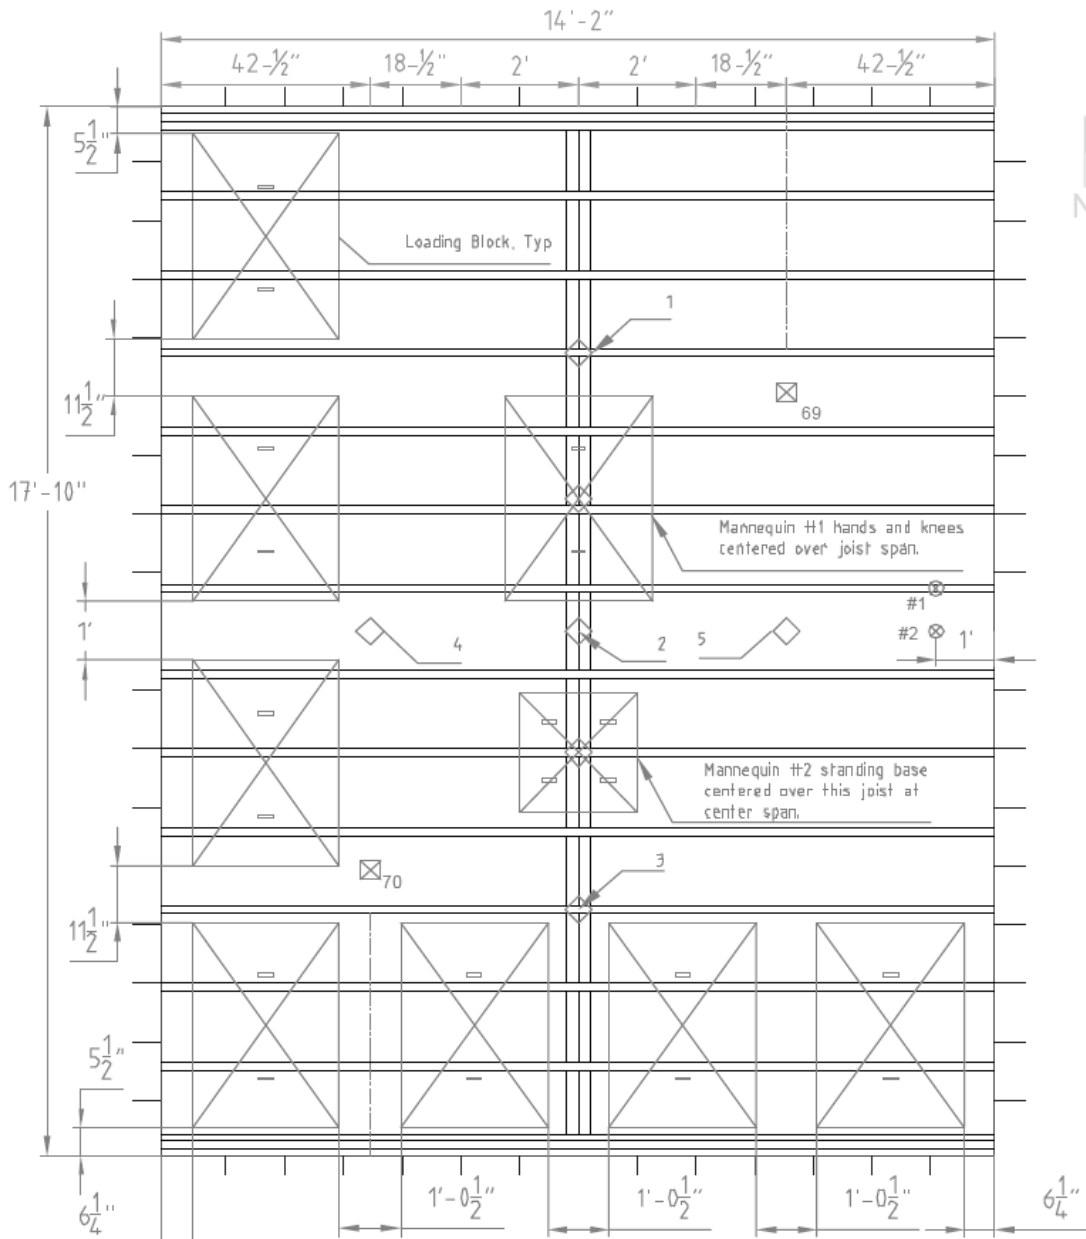 14'-2"
42-½" 18-½" 2' 2' 18-½" 42-½"
5½"
N
Loading Block, Typ
1
11½"
69
17'-10"
Mannequin #1 hands and knees
centered over joist span.
#1
1'
4
2
5
#2
1'
Mannequin #2 standing base
centered over this joist at
center span.
3
70
11½"
5½"
6¼"
1'-0½" 1'-0½" 1'-0½" 6¼"